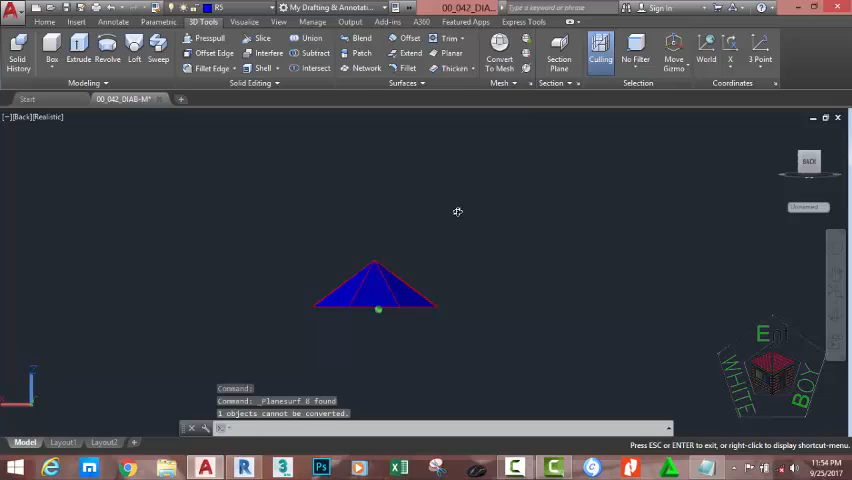 A R5 My Drafting & Annotati... 00_042_DIA... Type a keyword or phrase Sign In
Home Insert Annotate Parametric 3D Tools Visualize View Manage Output Add-ins A360 Featured Apps Express Tools
Presspull Slice Union Blend Extend Trim Planar
Offset Edge Interfere Subtract Patch
Fillet Edge Shell Intersect Network Fillet Thicken
Solid History Box Extrude Revolve Loft Sweep Convert To Mesh Section Plane Culling No Filter Move Gizmo World X 3 Point
Modeling Solid Editing Surfaces Mesh Section Selection Coordinates
Start 00_042_DIAB-M*
[−][Back][Realistic]
BACK
Unnamed
Ent
WHITE BOY
Z
Command:
Command: _Planesurf 8 found
1 objects cannot be converted.
Model Layout1 Layout2
Press ESC or ENTER to exit, or right-click to display shortcut-menu.
11:54 PM
9/25/2017